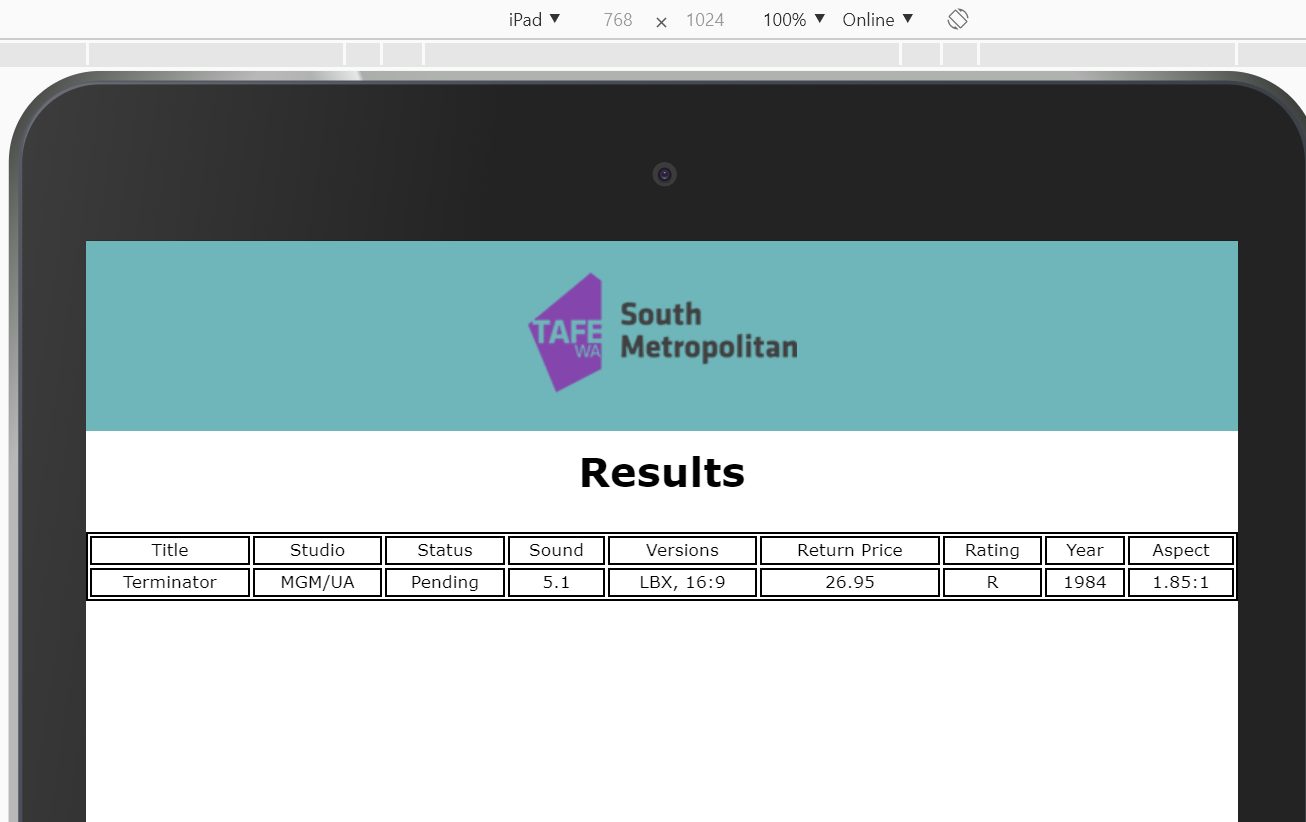 iPad ▼ 768 × 1024 100% ▼ Online ▼
TAFE
WA
South
Metropolitan
Results
Title Studio Status Sound Versions Return Price Rating Year Aspect
Terminator MGM/UA Pending 5.1 LBX, 16:9 26.95 R 1984 1.85:1